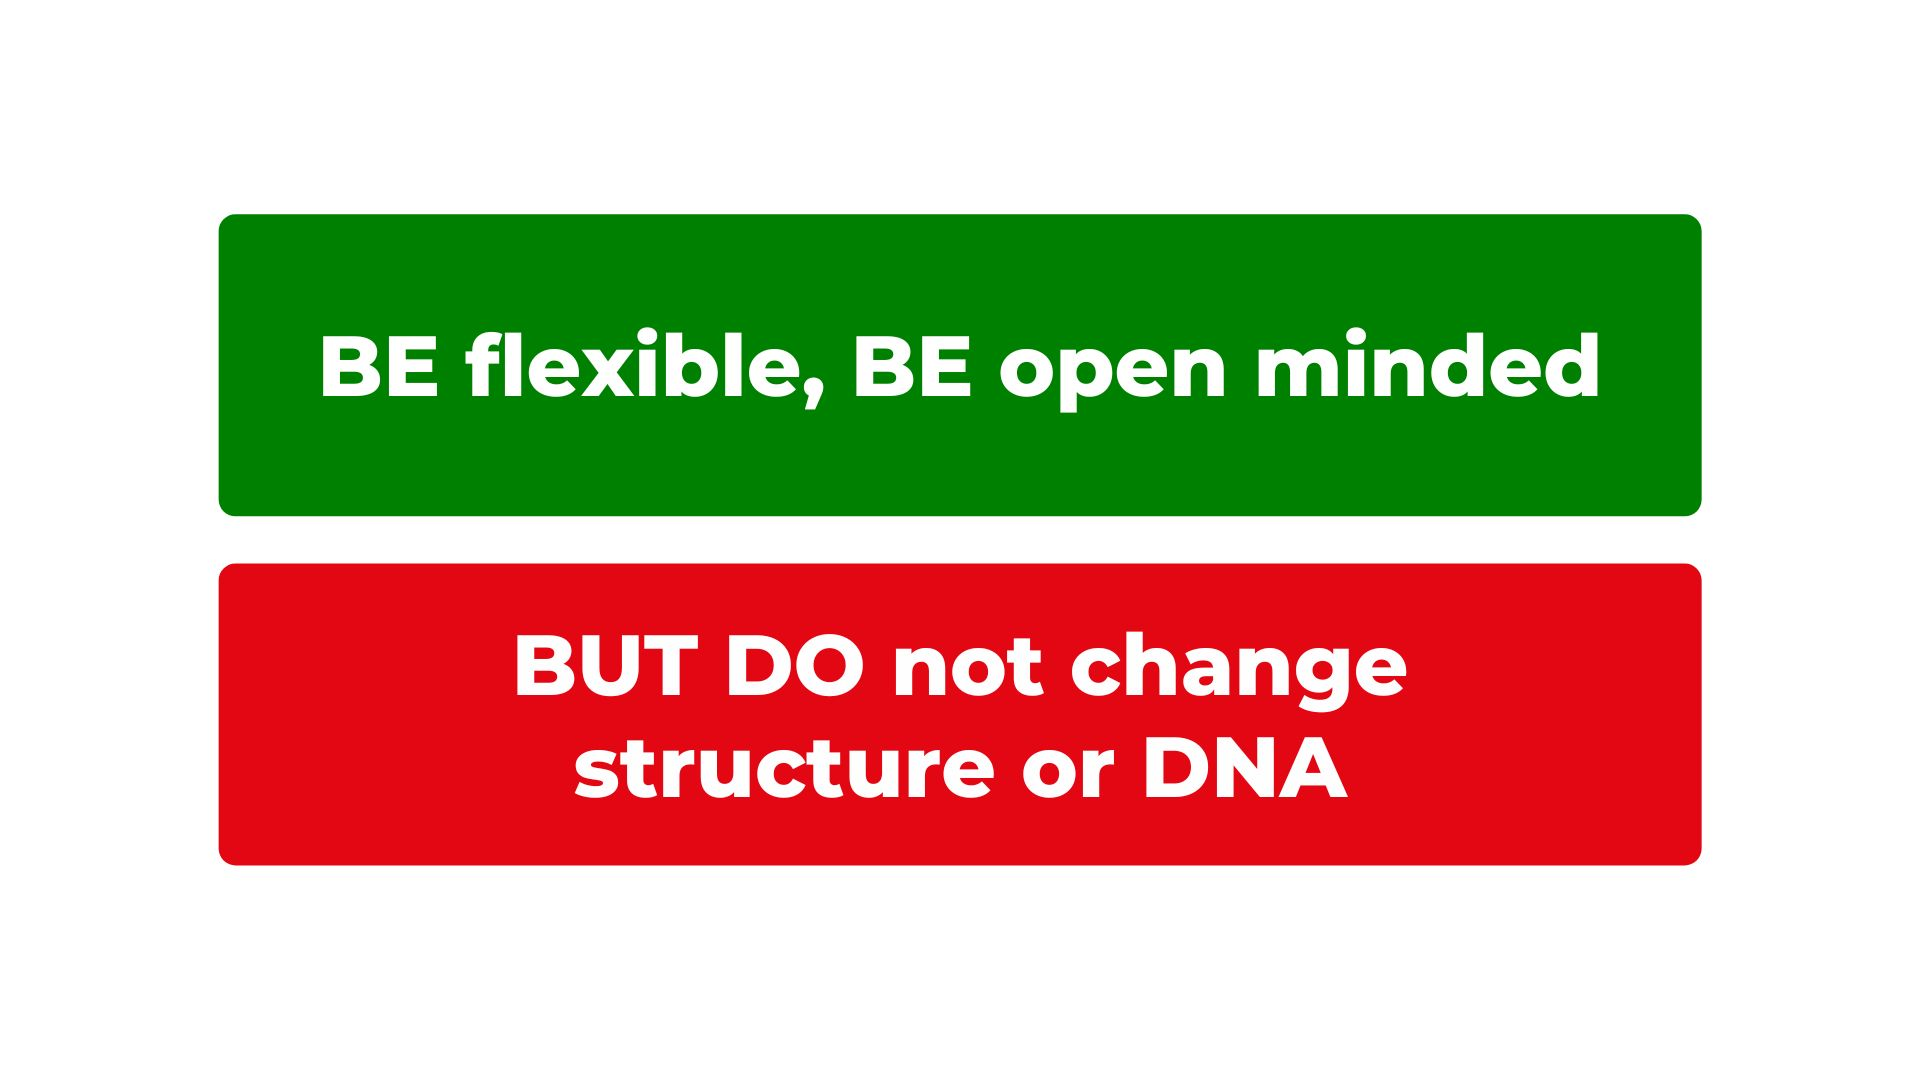 BE flexible, BE open minded
BUT DO not change
structure or DNA